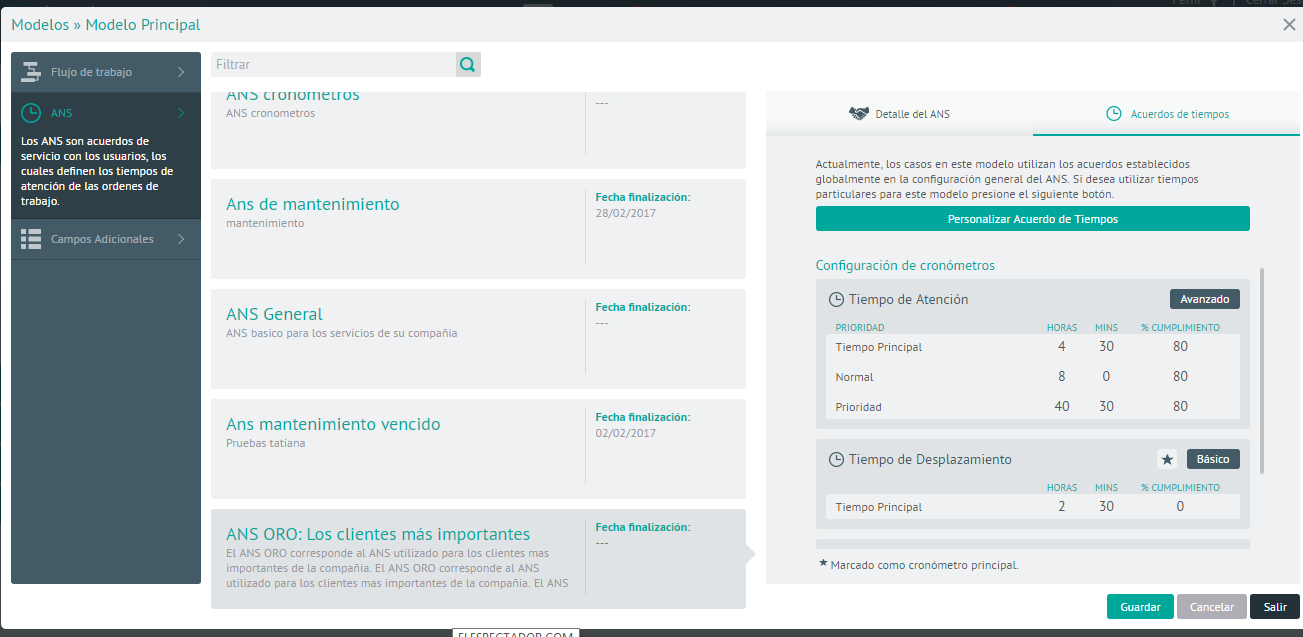 Modelos » Modelo Principal
Flujo de trabajo
ANS
Los ANS son acuerdos de
servicio con los usuarios, los
cuales definen los tiempos de
atención de las ordenes de
trabajo.
Campos Adicionales
Filtrar
ANS cronometros
ANS cronometros
---
Ans de mantenimiento
mantenimiento
Fecha finalización:
28/02/2017
ANS General
ANS basico para los servicios de su compañia
Fecha finalización:
---
Ans mantenimiento vencido
Pruebas tatiana
Fecha finalización:
02/02/2017
ANS ORO: Los clientes más importantes
El ANS ORO corresponde al ANS utilizado para los clientes mas
importantes de la compañia. El ANS ORO corresponde al ANS
utilizado para los clientes mas importantes de la compañia. El ANS
Fecha finalización:
---
Detalle del ANS
Acuerdos de tiempos
Actualmente, los casos en este modelo utilizan los acuerdos establecidos
globalmente en la configuración general del ANS. Si desea utilizar tiempos
particulares para este modelo presione el siguiente botón.
Personalizar Acuerdo de Tiempos
Configuración de cronómetros
Tiempo de Atención
Avanzado
PRIORIDAD HORAS MINS % CUMPLIMIENTO
Tiempo Principal 4 30 80
Normal 8 0 80
Prioridad 40 30 80
Tiempo de Desplazamiento
★ Básico
HORAS MINS % CUMPLIMIENTO
Tiempo Principal 2 30 0
★ Marcado como cronómetro principal.
Guardar Cancelar Salir
ELESPECTADOR.COM